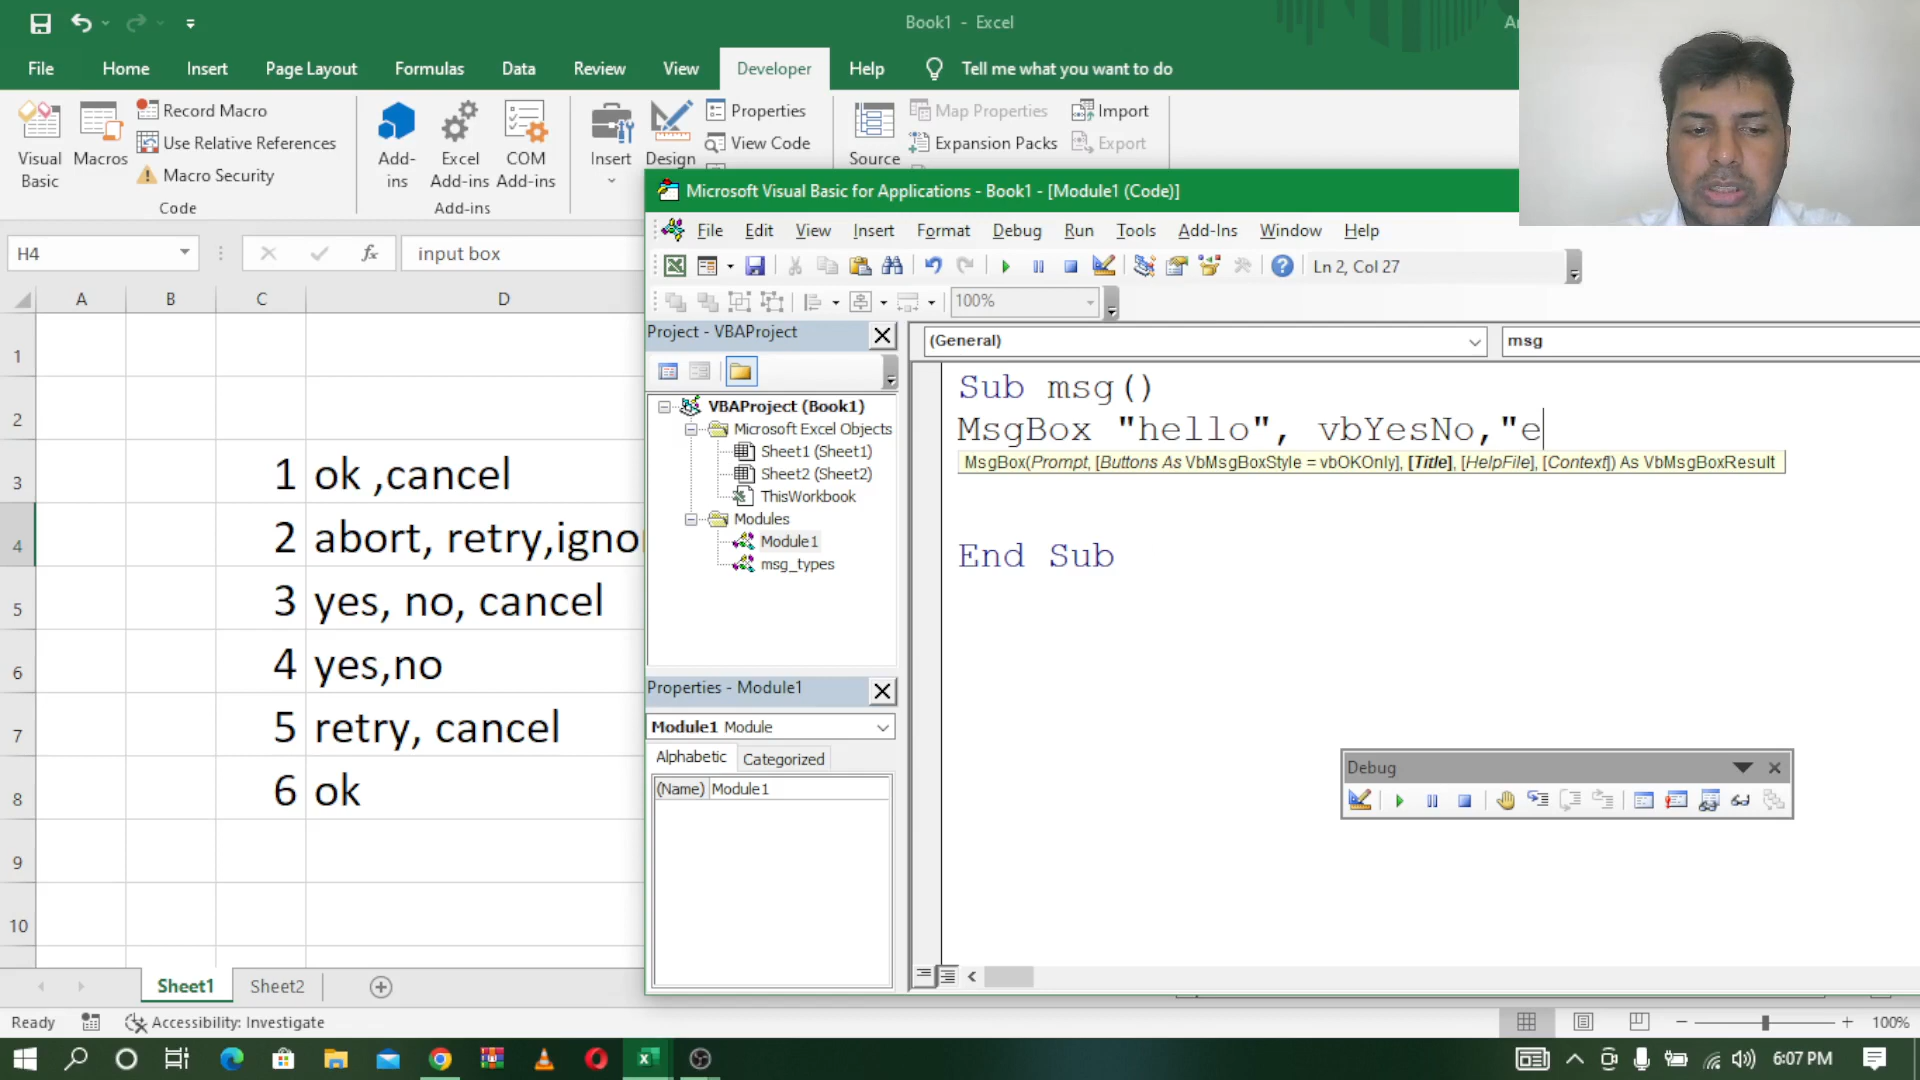 Book1 - Excel
File Home Insert Page Layout Formulas Data Review View Developer Help Tell me what you want to do
Visual Basic
Macros
Record Macro
Use Relative References
Macro Security
Code
Add-ins
Excel Add-ins
COM Add-ins
Add-ins
Insert
Design
Properties
View Code
Source
Map Properties
Expansion Packs
Import
Export
H4
fx
input box
A B C D
1
2
3 1 ok ,cancel
4 2 abort, retry,igno
5 3 yes, no, cancel
6 4 yes,no
7 5 retry, cancel
8 6 ok
9
10
Microsoft Visual Basic for Applications - Book1 - [Module1 (Code)]
File Edit View Insert Format Debug Run Tools Add-Ins Window Help
Ln 2, Col 27
100%
Project - VBAProject
VBAProject (Book1)
Microsoft Excel Objects
Sheet1 (Sheet1)
Sheet2 (Sheet2)
ThisWorkbook
Modules
Module1
msg_types
Properties - Module1
Module1 Module
Alphabetic Categorized
(Name) Module1
(General)
msg
Sub msg()
MsgBox "hello", vbYesNo,"e
MsgBox(Prompt, [Buttons As VbMsgBoxStyle = vbOKOnly], [Title], [HelpFile], [Context]) As VbMsgBoxResult
End Sub
Debug
Sheet1 Sheet2
Ready
Accessibility: Investigate
100%
6:07 PM